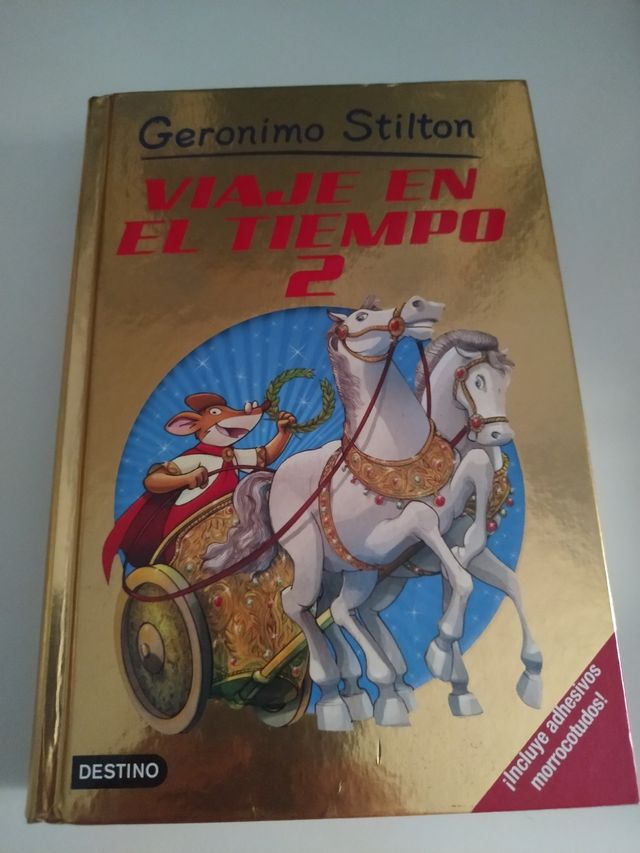 Geronimo Stilton
VIAJE EN
EL TIEMPO
2
¡Incluye adhesivos
morrocotudos!
DESTINO